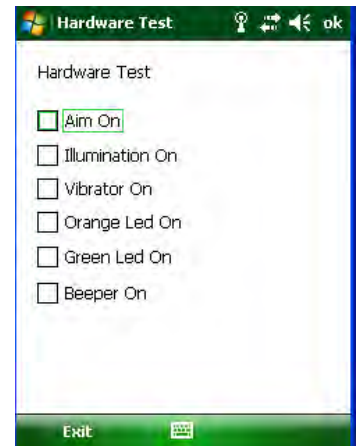 Hardware Test ok
Hardware Test
Aim On
Illumination On
Vibrator On
Orange Led On
Green Led On
Beeper On
Exit